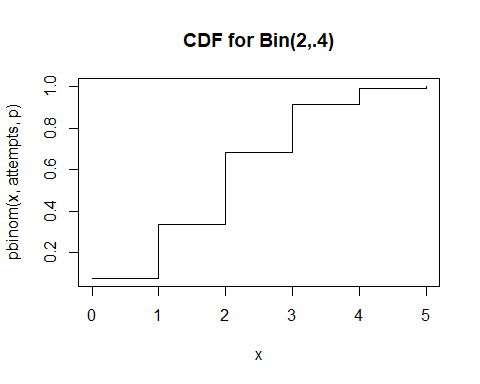 CDF for Bin(2,.4)
pbinom(x, attempts, p)
1.0
0.8
0.6
0.4
0.2
0 1 2 3 4 5
x